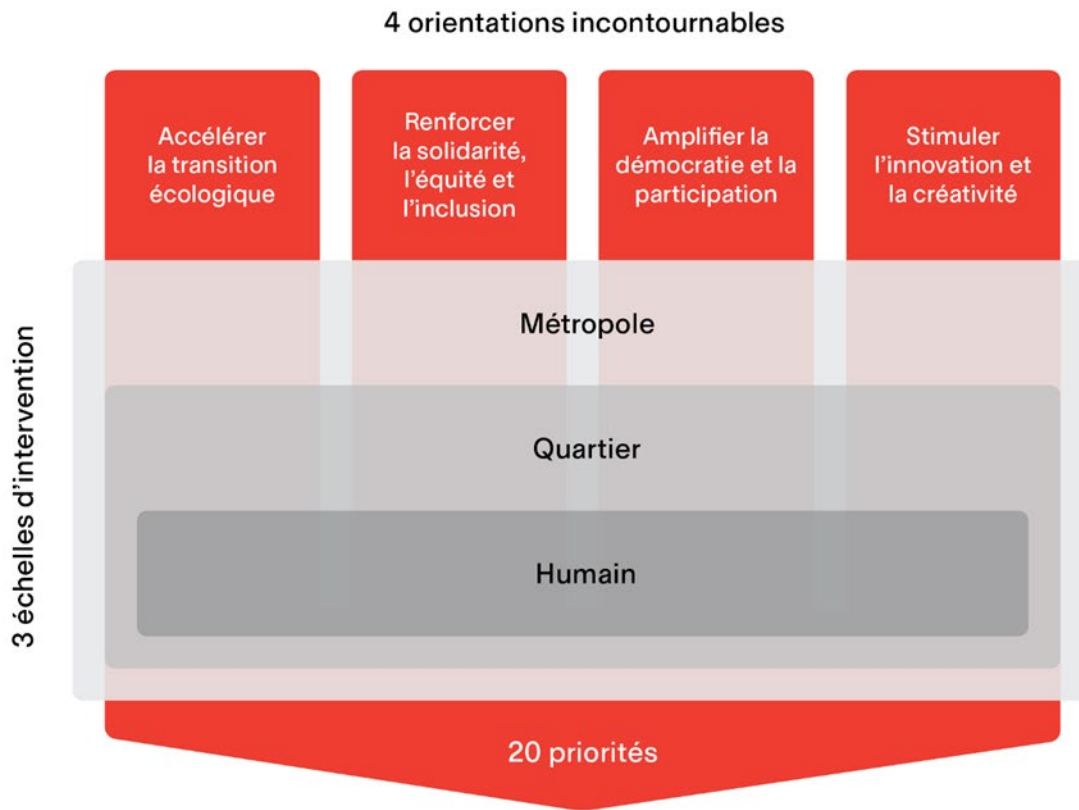 4 orientations incontournables
Accélérer
la transition
écologique
Renforcer
la solidarité,
l'équité et
l'inclusion
Amplifier la
démocratie et la
participation
Stimuler
l'innovation et
la créativité
3 échelles d'intervention
Métropole
Quartier
Humain
20 priorités